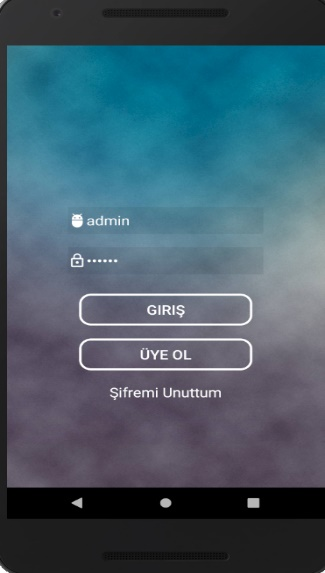 admin
••••••
GIRIŞ
ÜYE OL
Şifremi Unuttum